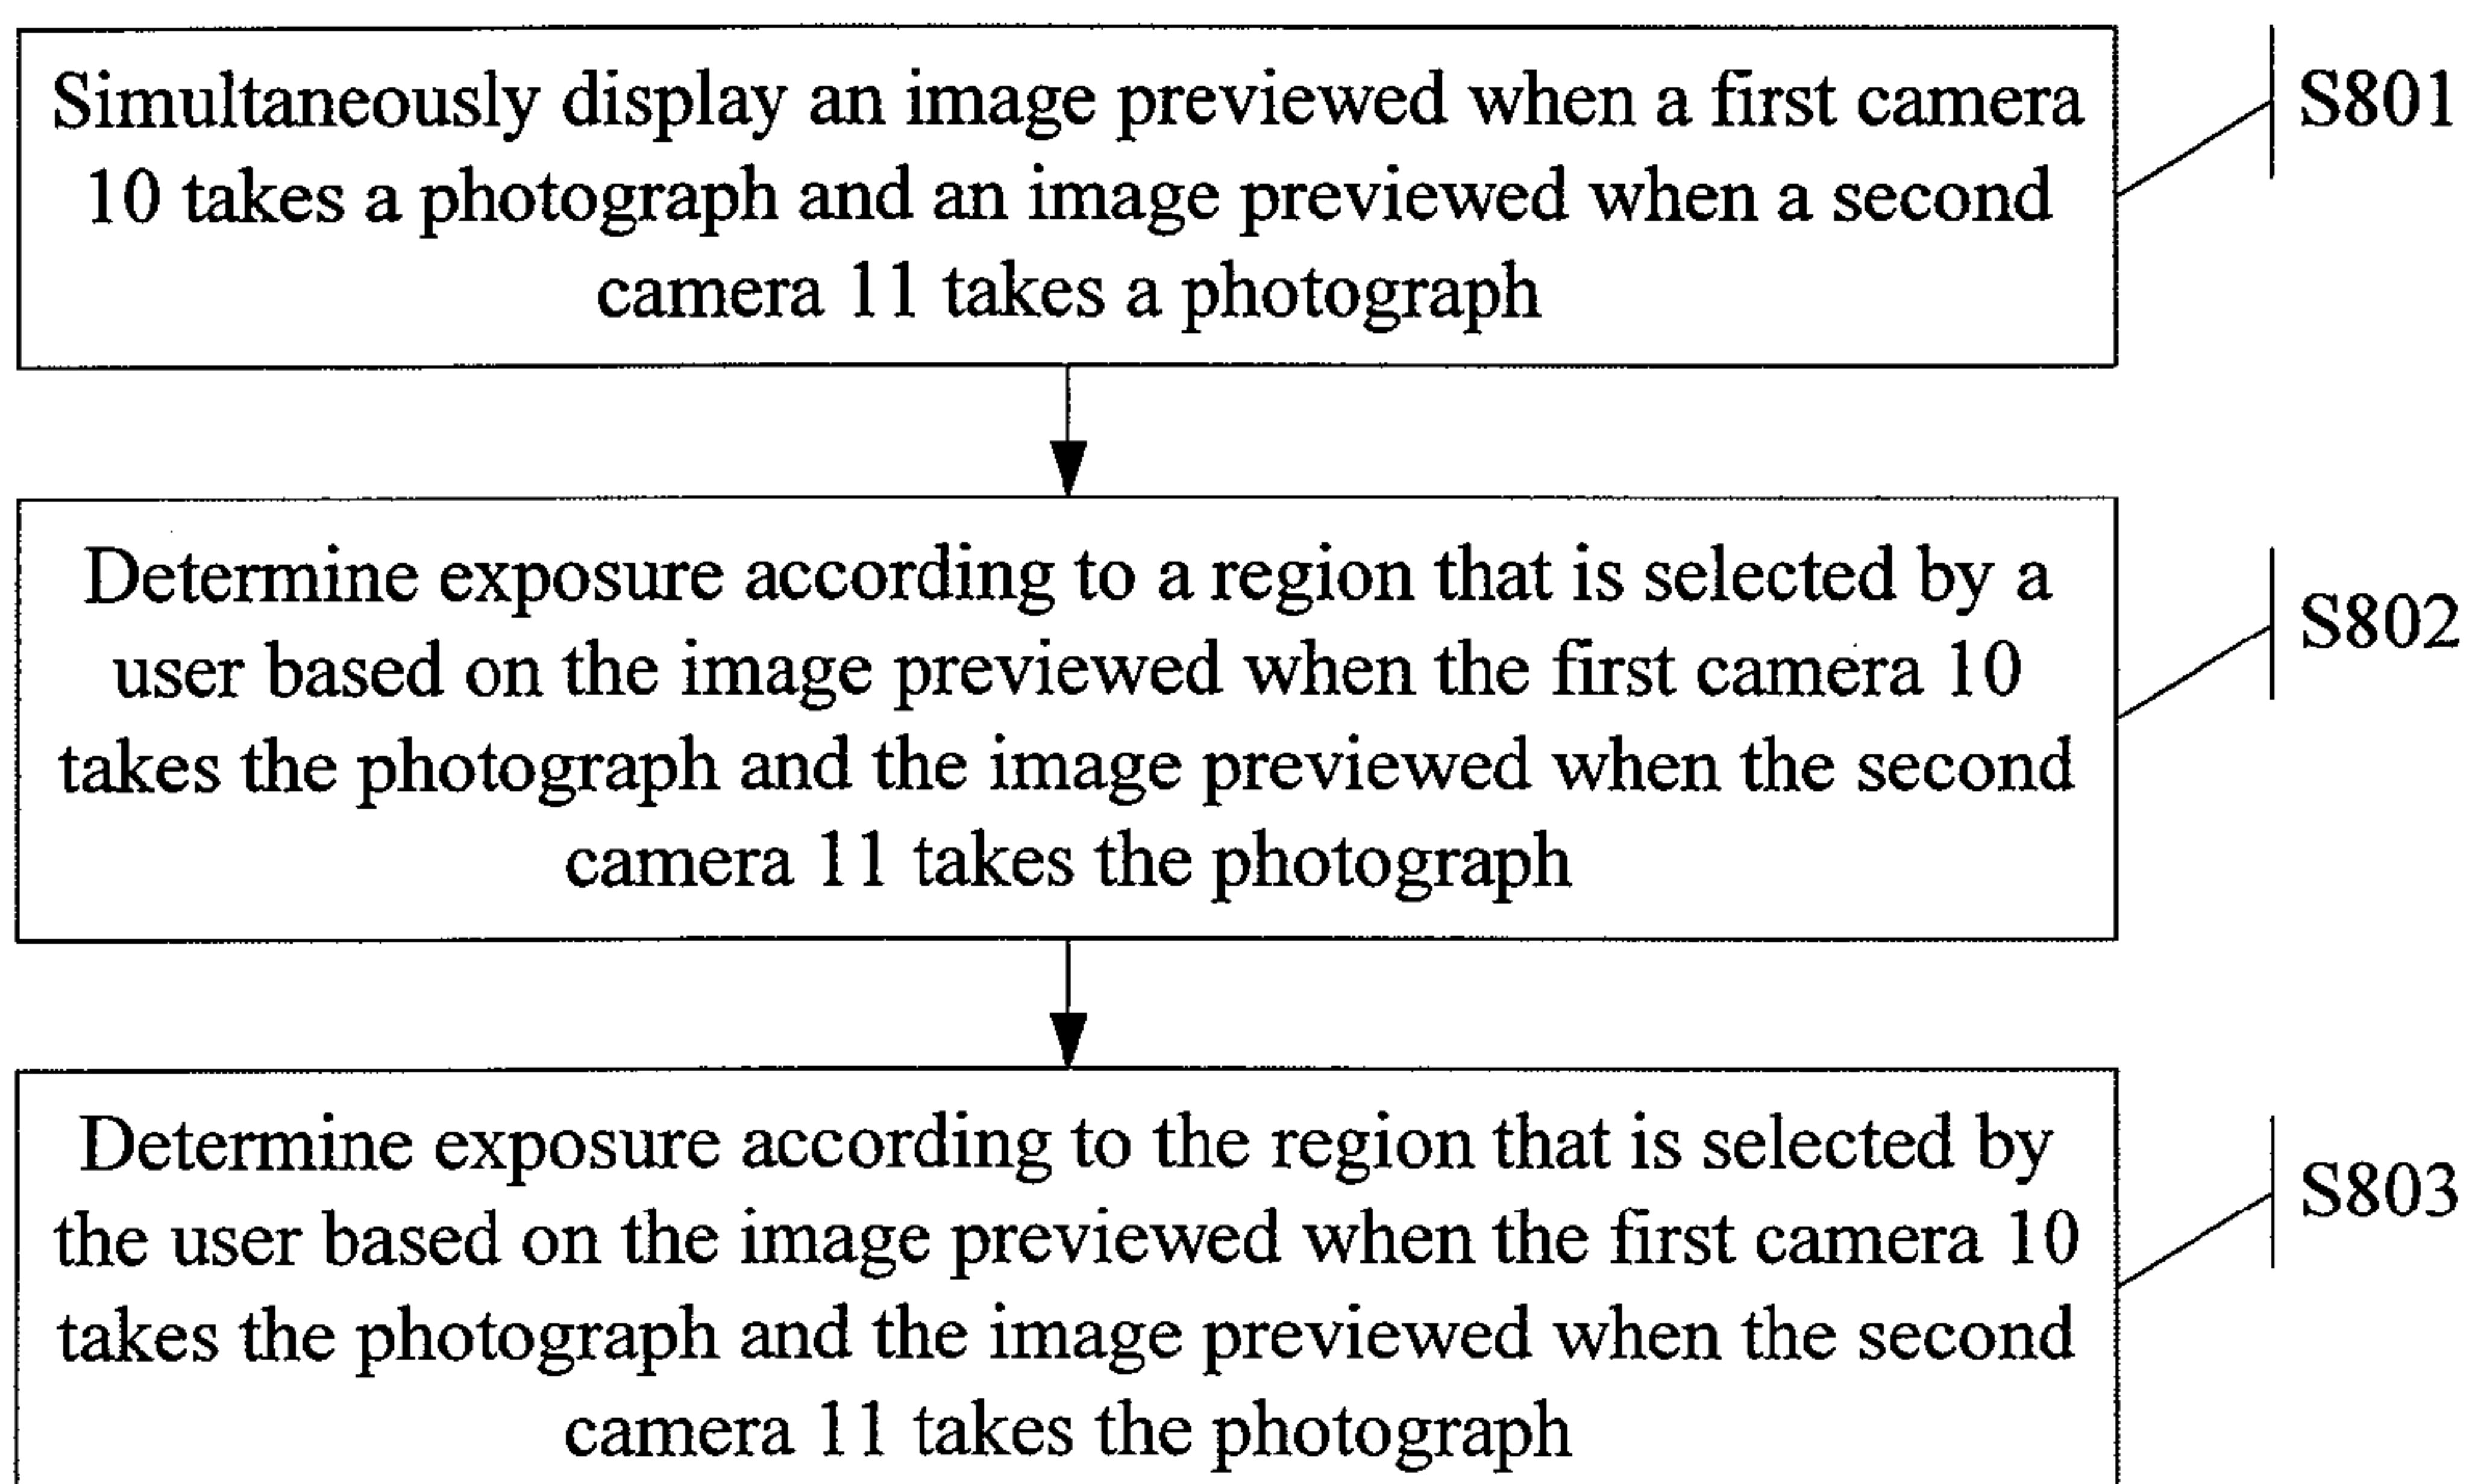 Simultaneously display an image previewed when a first camera
10 takes a photograph and an image previewed when a second
camera 11 takes a photograph
S801
Determine exposure according to a region that is selected by a
user based on the image previewed when the first camera 10
takes the photograph and the image previewed when the second
camera 11 takes the photograph
S802
Determine exposure according to the region that is selected by
the user based on the image previewed when the first camera 10
takes the photograph and the image previewed when the second
camera 11 takes the photograph
S803